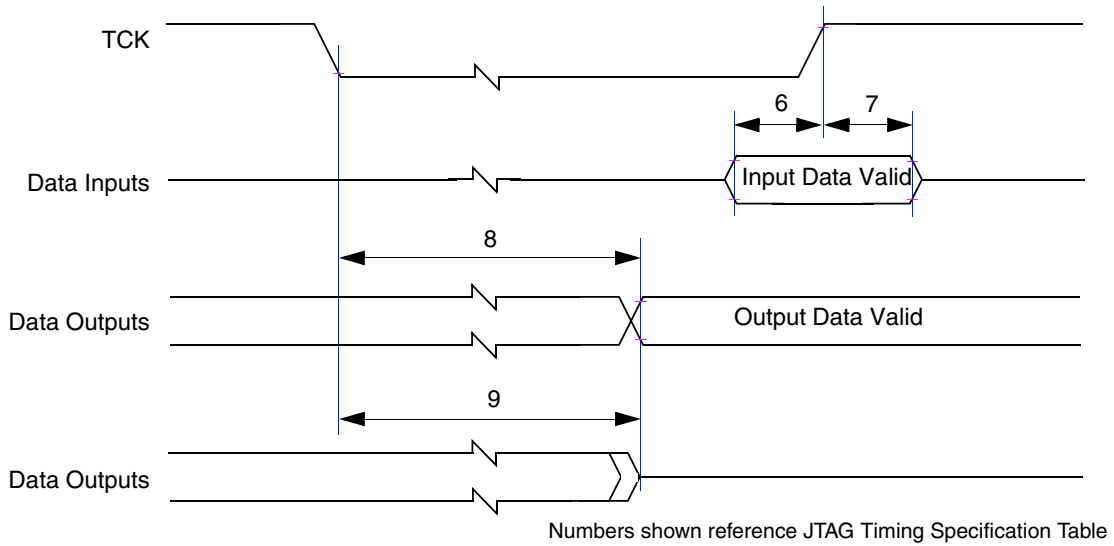 TCK
6
7
Data Inputs
Input Data Valid
8
Data Outputs
Output Data Valid
9
Data Outputs
Numbers shown reference JTAG Timing Specification Table